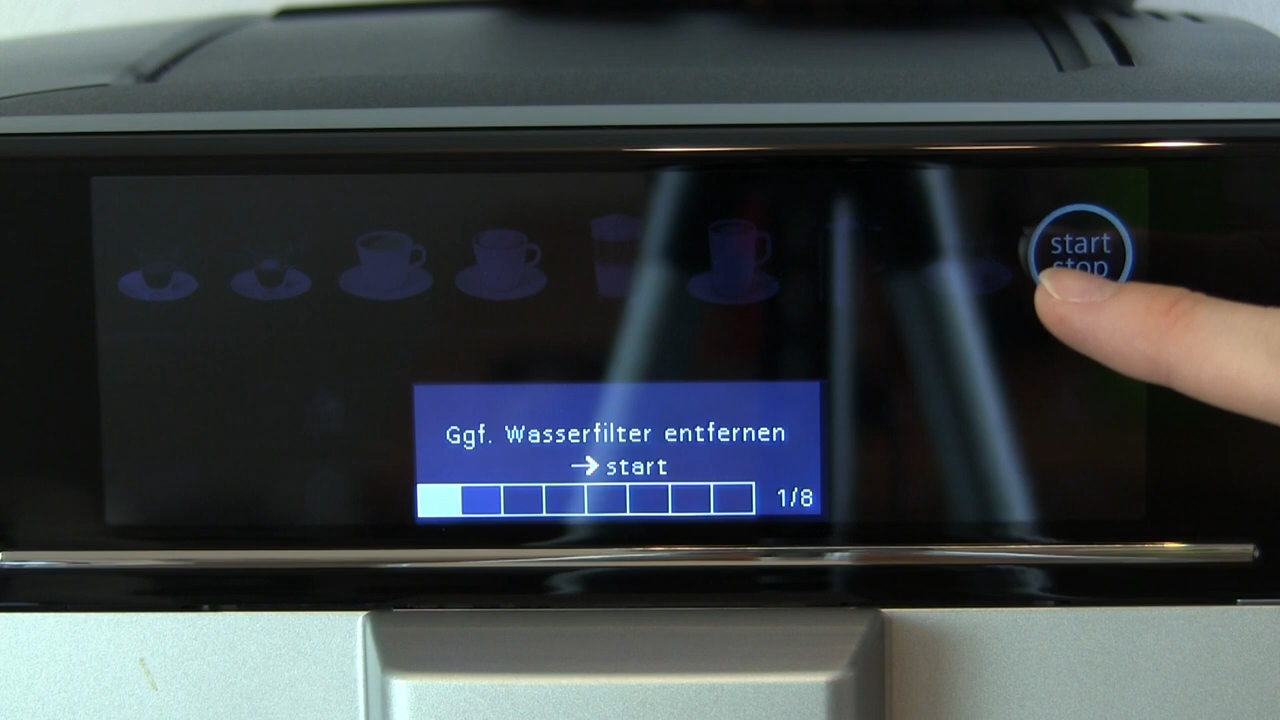 start
stop
Ggf. Wasserfilter entfernen
→ start
1/8